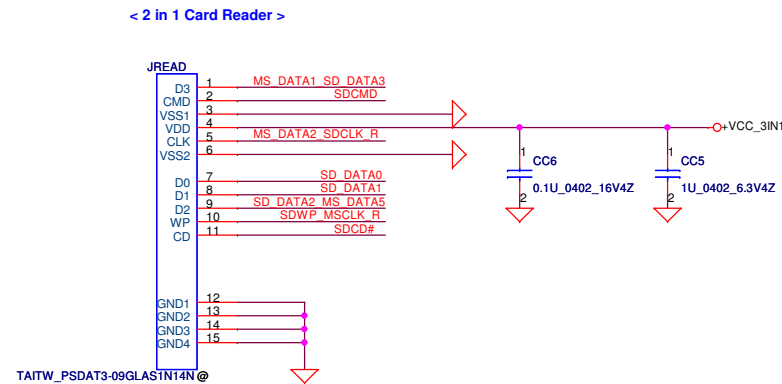 < 2 in 1 Card Reader >
JREAD
D3 1 MS_DATA1_SD_DATA3
CMD 2 SDCMD
VSS1 3
VDD 4 +VCC_3IN1
CLK 5 MS_DATA2_SDCLK_R
VSS2 6
1 CC6 1 CC5
D0 7 SD_DATA0
D1 8 SD_DATA1
0.1U_0402_16V4Z 1U_0402_6.3V4Z
2 2
D2 9 SD_DATA2_MS_DATA5
WP 10 SDWP_MSCLK_R
CD 11 SDCD#
GND1 12
GND2 13
GND3 14
GND4 15
TAITW_PSDAT3-09GLAS1N14N @